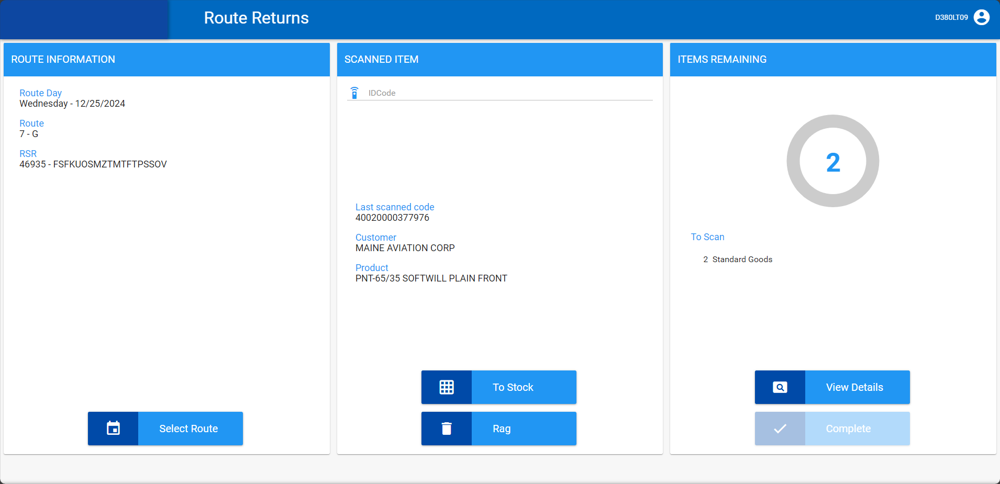 Route Returns
D380LT09
ROUTE INFORMATION
Route Day
Wednesday - 12/25/2024
Route
7 - G
RSR
46935 - FSFKUOSMZTMTFTPSSOV
Select Route
SCANNED ITEM
IDCode
Last scanned code
40020000377976
Customer
MAINE AVIATION CORP
Product
PNT-65/35 SOFTWILL PLAIN FRONT
To Stock
Rag
ITEMS REMAINING
2
To Scan
2 Standard Goods
View Details
Complete